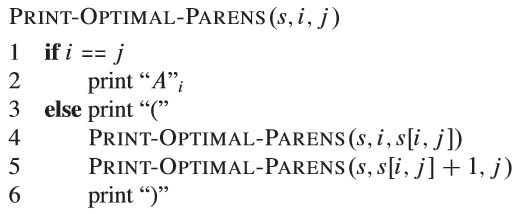 PRINT-OPTIMAL-PARENS(s, i, j)
1 if i == j
2 print “A”i
3 else print “(”
4 PRINT-OPTIMAL-PARENS(s, i, s[i, j])
5 PRINT-OPTIMAL-PARENS(s, s[i, j] + 1, j)
6 print “)”